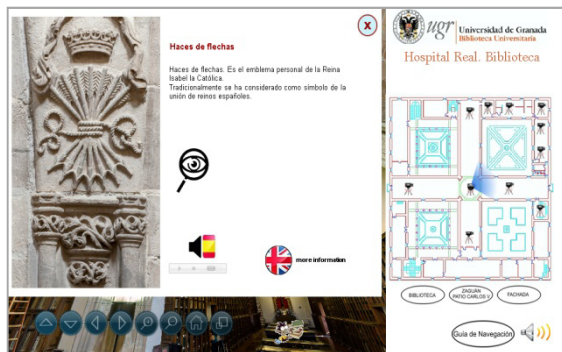 Haces de flechas
Haces de flechas. Es el emblema personal de la Reina
Isabel la Católica.
Tradicionalmente se ha considerado como símbolo de la
unión de reinos españoles.
more information
X
ugr
Universidad de Granada
Biblioteca Universitaria
Hospital Real. Biblioteca
BIBLIOTECA
ZAGUÁN
PATIO CARLOS V
FACHADA
Guía de Navegación